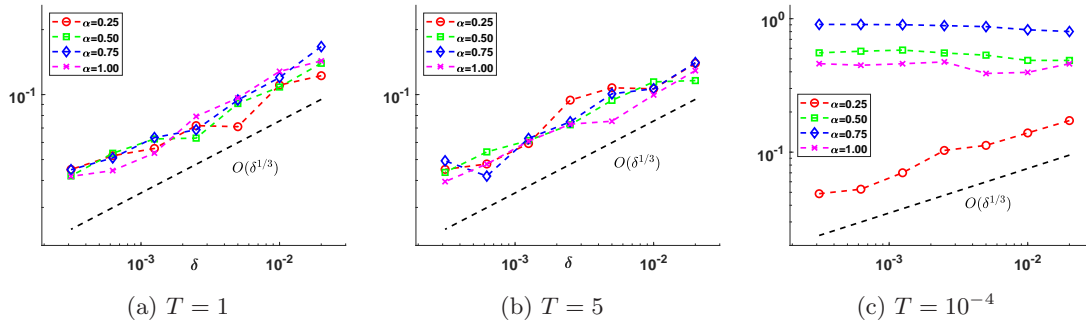 α=0.25
α=0.50
α=0.75
α=1.00
10⁻¹
O(δ^{1/3})
10⁻³
10⁻²
δ
(a) T = 1
α=0.25
α=0.50
α=0.75
α=1.00
10⁻¹
O(δ^{1/3})
10⁻³
10⁻²
δ
(b) T = 5
10⁰
α=0.25
α=0.50
α=0.75
α=1.00
10⁻¹
O(δ^{1/3})
10⁻³
10⁻²
(c) T = 10⁻⁴